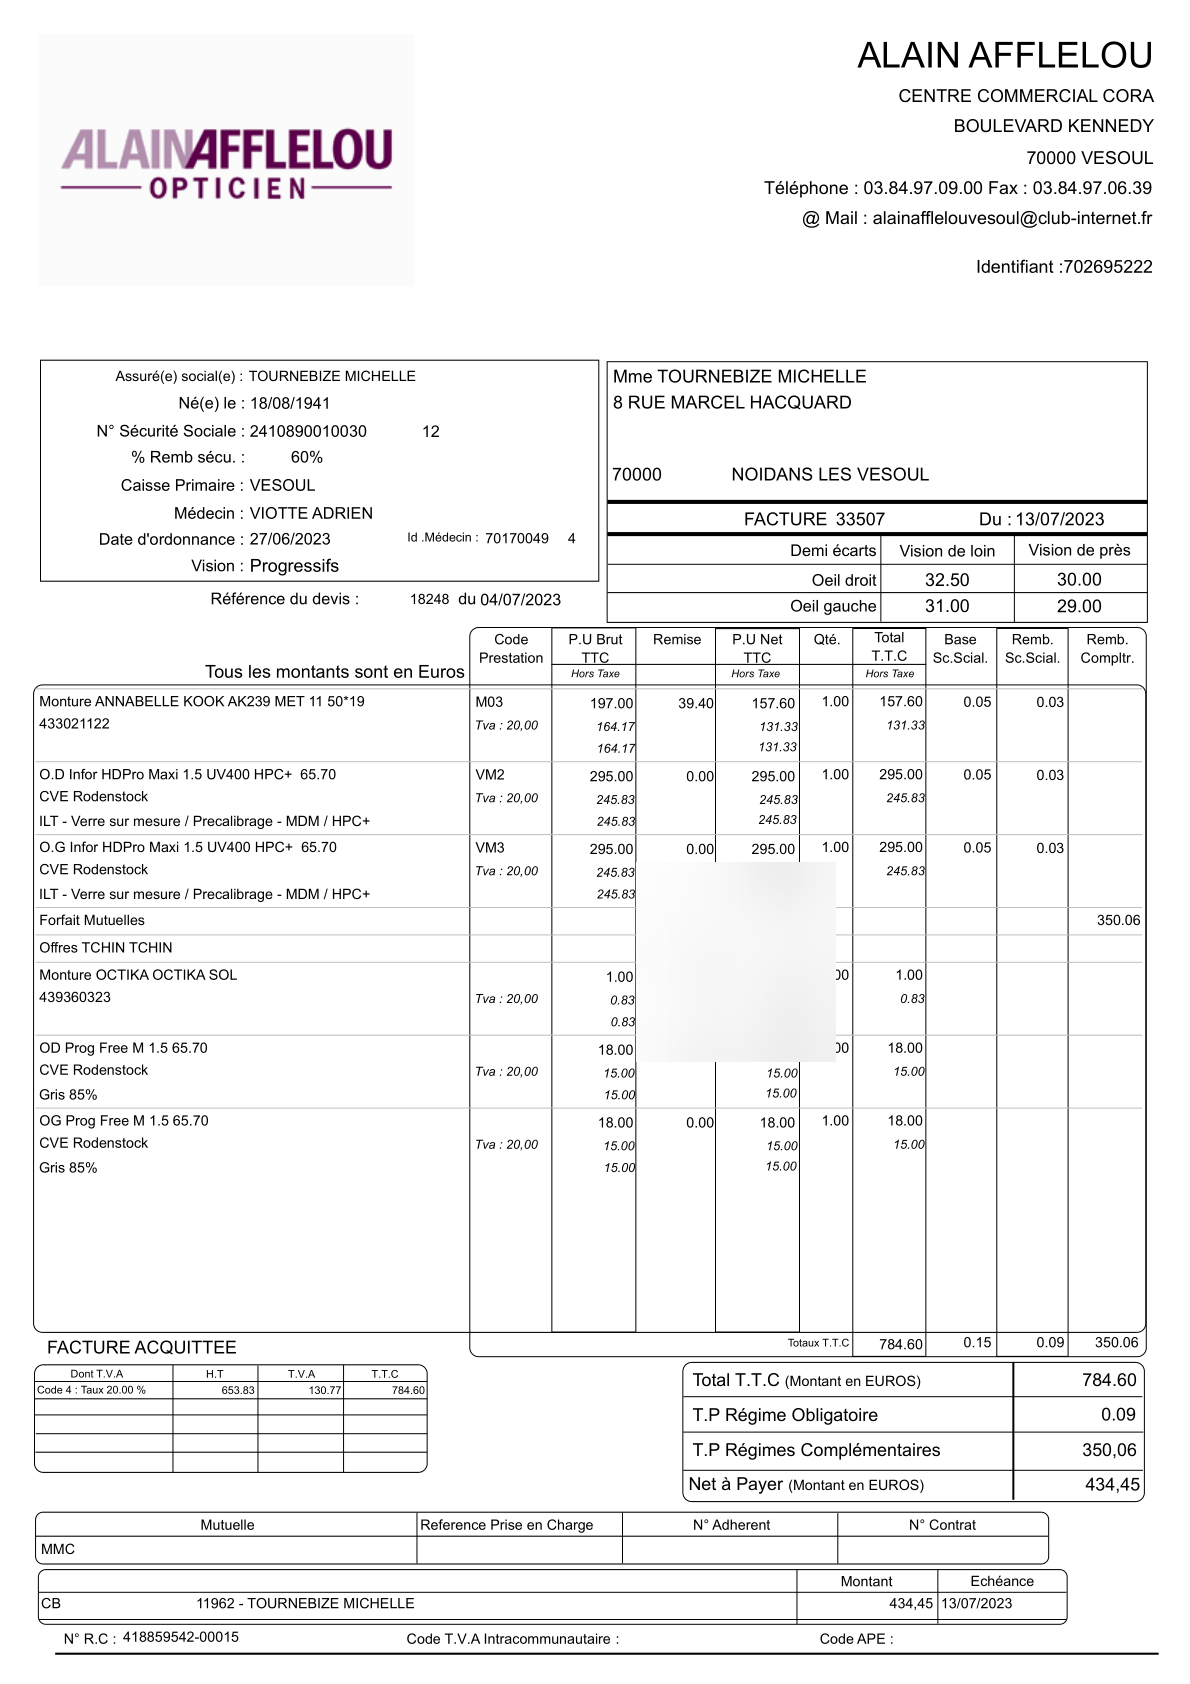 ALAINAFFLELOU
OPTICIEN
ALAIN AFFLELOU
CENTRE COMMERCIAL CORA
BOULEVARD KENNEDY
70000 VESOUL
Téléphone : 03.84.97.09.00 Fax : 03.84.97.06.39
@ Mail : alainafflelouvesoul@club-internet.fr
Identifiant :702695222
Assuré(e) social(e) : TOURNEBIZE MICHELLE
Né(e) le : 18/08/1941
N° Sécurité Sociale : 2410890010030 12
% Remb sécu. : 60%
Caisse Primaire : VESOUL
Médecin : VIOTTE ADRIEN
Date d'ordonnance : 27/06/2023 Id .Médecin : 70170049 4
Vision : Progressifs
Référence du devis : 18248 du 04/07/2023
Mme TOURNEBIZE MICHELLE
8 RUE MARCEL HACQUARD
70000 NOIDANS LES VESOUL
FACTURE 33507 Du : 13/07/2023
Demi écarts Vision de loin Vision de près
Oeil droit 32.50 30.00
Oeil gauche 31.00 29.00
Code P.U Brut Remise P.U Net Qté. Total Base Remb. Remb.
Prestation TTC TTC T.T.C Sc.Scial. Sc.Scial. Compltr.
Tous les montants sont en Euros Hors Taxe Hors Taxe Hors Taxe
Monture ANNABELLE KOOK AK239 MET 11 50*19 M03 197.00 39.40 157.60 1.00 157.60 0.05 0.03
433021122 Tva : 20,00 164.17 131.33 131.33
164.17 131.33
O.D Infor HDPro Maxi 1.5 UV400 HPC+ 65.70 VM2 295.00 0.00 295.00 1.00 295.00 0.05 0.03
CVE Rodenstock Tva : 20,00 245.83 245.83 245.83
ILT - Verre sur mesure / Precalibrage - MDM / HPC+ 245.83 245.83
O.G Infor HDPro Maxi 1.5 UV400 HPC+ 65.70 VM3 295.00 0.00 295.00 1.00 295.00 0.05 0.03
CVE Rodenstock Tva : 20,00 245.83 245.83
ILT - Verre sur mesure / Precalibrage - MDM / HPC+ 245.83
Forfait Mutuelles 350.06
Offres TCHIN TCHIN
Monture OCTIKA OCTIKA SOL 1.00 1.00
439360323 Tva : 20,00 0.83 0.83
0.83
OD Prog Free M 1.5 65.70 18.00 18.00
CVE Rodenstock Tva : 20,00 15.00 15.00 15.00
Gris 85% 15.00 15.00
OG Prog Free M 1.5 65.70 18.00 0.00 18.00 1.00 18.00
CVE Rodenstock Tva : 20,00 15.00 15.00 15.00
Gris 85% 15.00 15.00
FACTURE ACQUITTEE Totaux T.T.C 784.60 0.15 0.09 350.06
Dont T.V.A H.T T.V.A T.T.C
Code 4 : Taux 20.00 % 653.83 130.77 784.60
Total T.T.C (Montant en EUROS) 784.60
T.P Régime Obligatoire 0.09
T.P Régimes Complémentaires 350,06
Net à Payer (Montant en EUROS) 434,45
Mutuelle Reference Prise en Charge N° Adherent N° Contrat
MMC
Montant Echéance
CB 11962 - TOURNEBIZE MICHELLE 434,45 13/07/2023
N° R.C : 418859542-00015 Code T.V.A Intracommunautaire : Code APE :